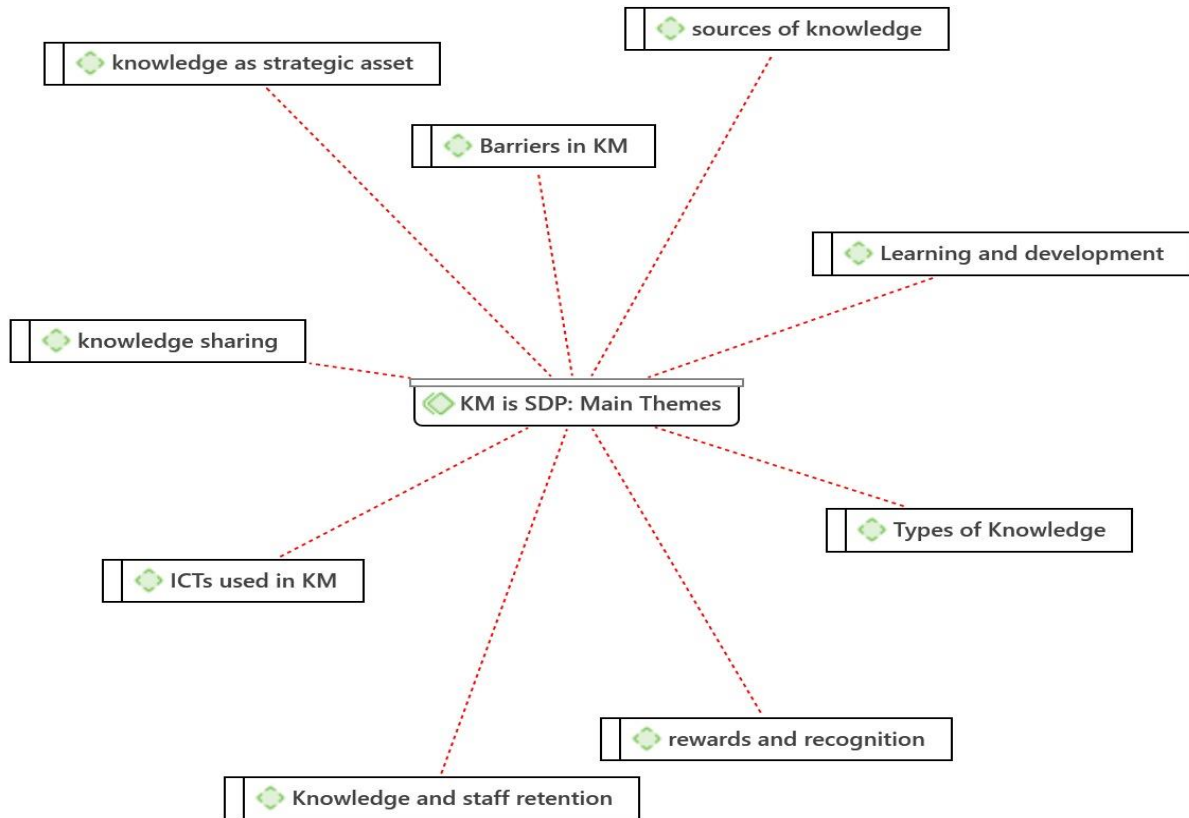 sources of knowledge
knowledge as strategic asset
Barriers in KM
Learning and development
knowledge sharing
KM is SDP: Main Themes
Types of Knowledge
ICTs used in KM
rewards and recognition
Knowledge and staff retention